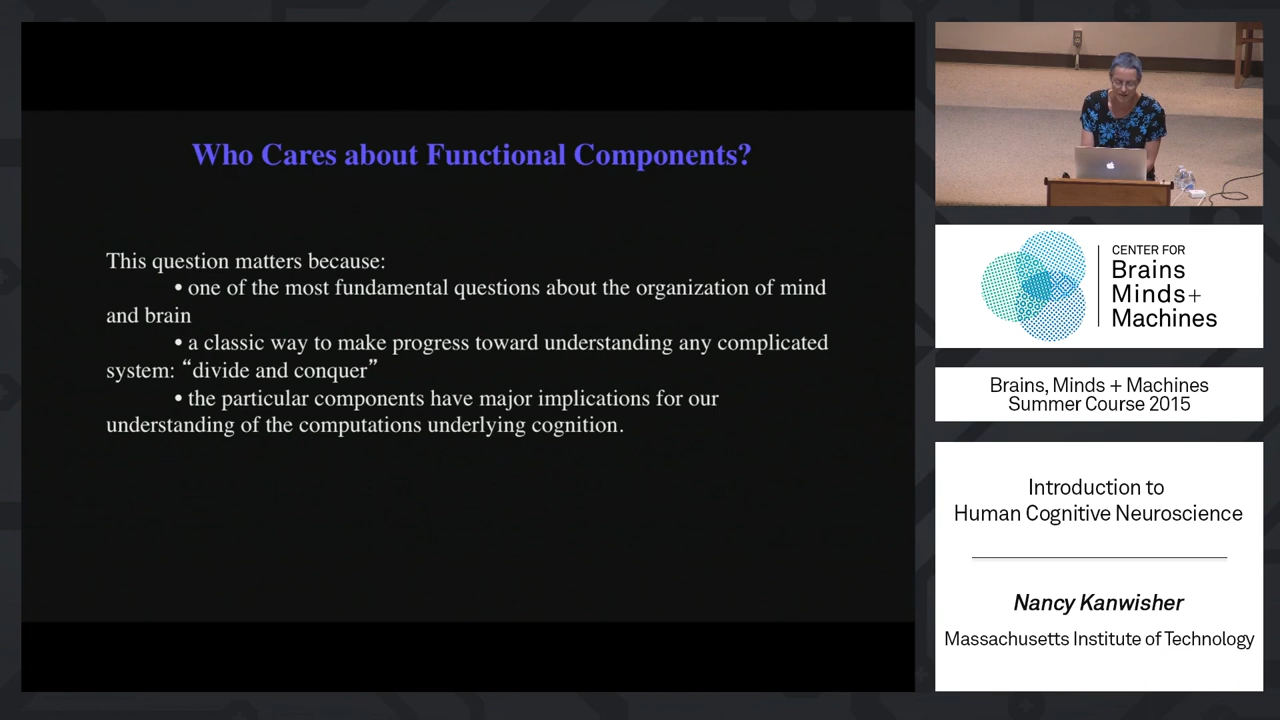 Who Cares about Functional Components?
This question matters because:
• one of the most fundamental questions about the organization of mind
and brain
• a classic way to make progress toward understanding any complicated
system: “divide and conquer”
• the particular components have major implications for our
understanding of the computations underlying cognition.
CENTER FOR
Brains
Minds+
Machines
Brains, Minds + Machines
Summer Course 2015
Introduction to
Human Cognitive Neuroscience
Nancy Kanwisher
Massachusetts Institute of Technology